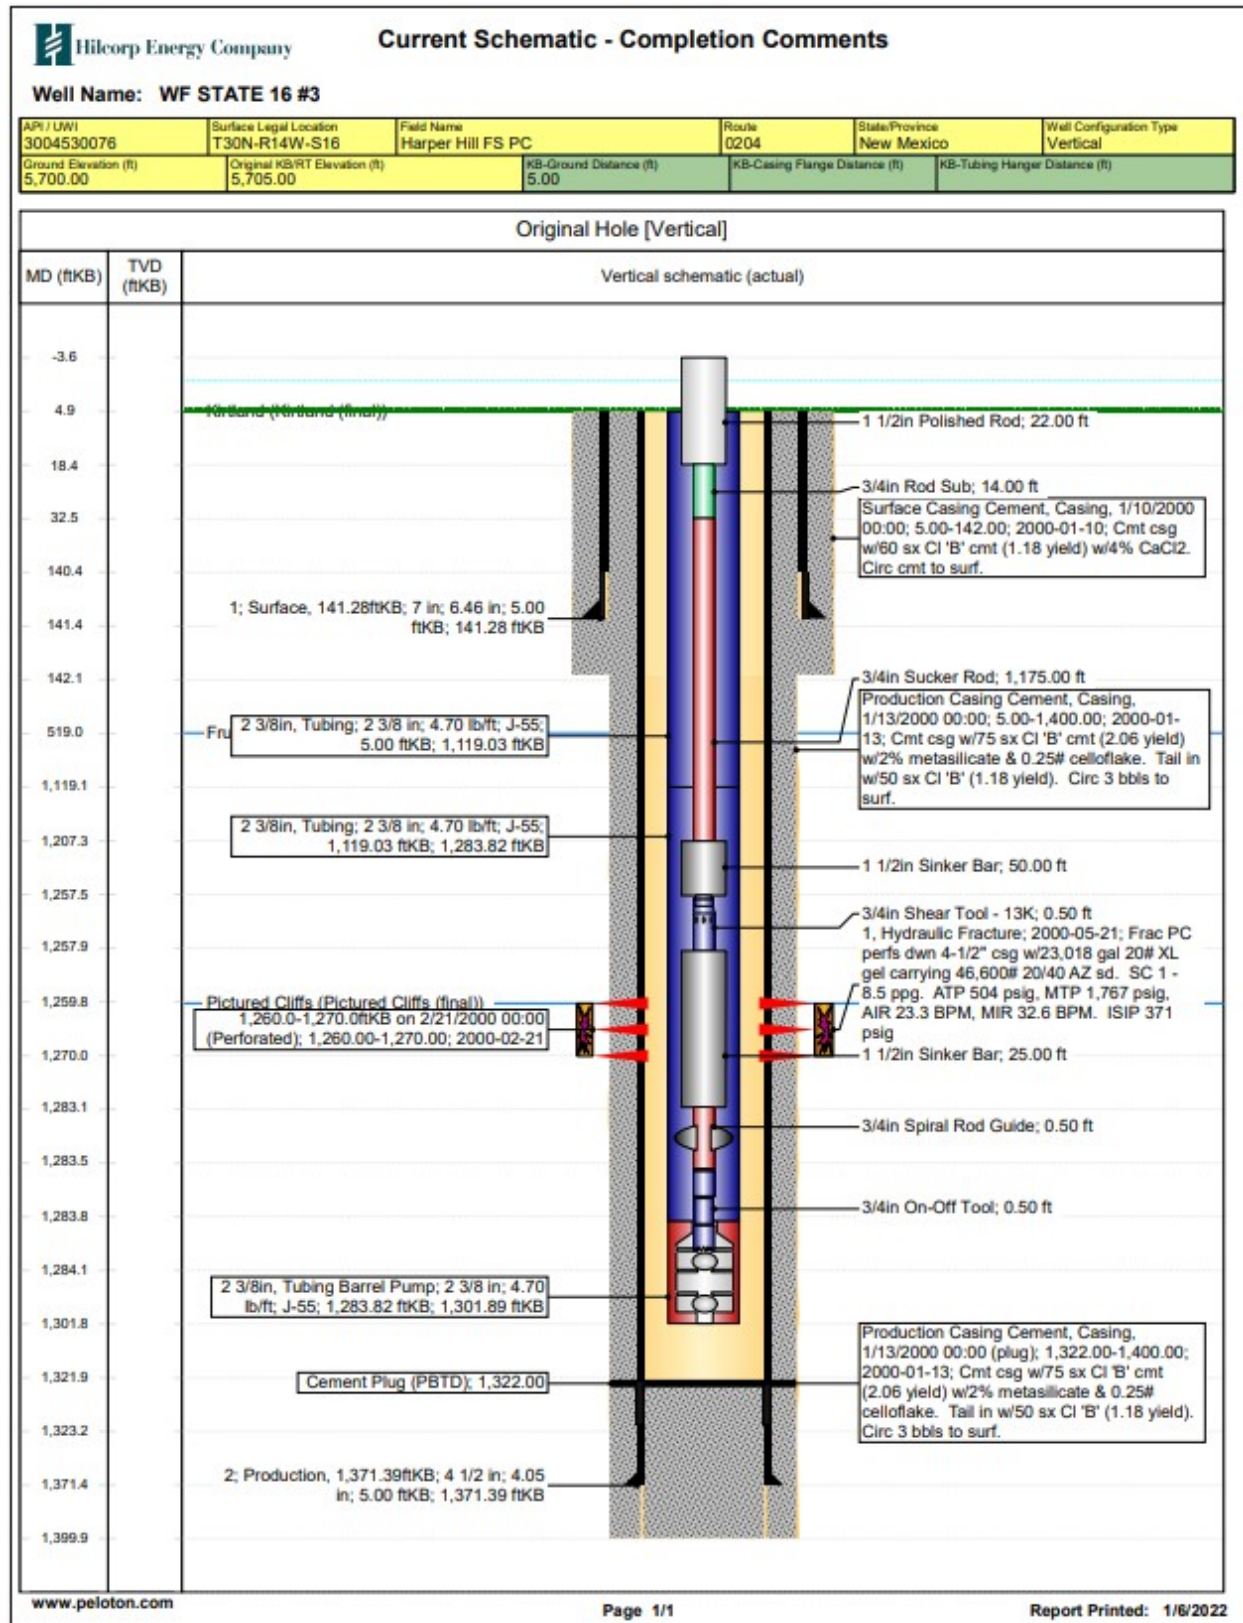 Hilcorp Energy Company
Current Schematic - Completion Comments
Well Name: WF STATE 16 #3
API / UWI
3004530076
Surface Legal Location
T30N-R14W-S16
Field Name
Harper Hill FS PC
Route
0204
State/Province
New Mexico
Well Configuration Type
Vertical
Ground Elevation (ft)
5,700.00
Original KB/RT Elevation (ft)
5,705.00
KB-Ground Distance (ft)
5.00
KB-Casing Flange Distance (ft)
KB-Tubing Hanger Distance (ft)
Original Hole [Vertical]
MD (ftKB)
TVD
(ftKB)
Vertical schematic (actual)
-3.6
4.9
18.4
32.5
140.4
141.4
142.1
519.0
1,119.1
1,207.3
1,257.5
1,257.9
1,259.8
1,270.0
1,283.1
1,283.5
1,283.8
1,284.1
1,301.8
1,321.9
1,323.2
1,371.4
1,399.9
Kirtland (Kirtland (final))
1; Surface, 141.28ftKB; 7 in; 6.46 in; 5.00
ftKB; 141.28 ftKB
Fru
2 3/8in, Tubing; 2 3/8 in; 4.70 lb/ft; J-55;
5.00 ftKB; 1,119.03 ftKB
2 3/8in, Tubing; 2 3/8 in; 4.70 lb/ft; J-55;
1,119.03 ftKB; 1,283.82 ftKB
Pictured Cliffs (Pictured Cliffs (final))
1,260.0-1,270.0ftKB on 2/21/2000 00:00
(Perforated); 1,260.00-1,270.00; 2000-02-21
2 3/8in, Tubing Barrel Pump; 2 3/8 in; 4.70
lb/ft; J-55; 1,283.82 ftKB; 1,301.89 ftKB
Cement Plug (PBTD); 1,322.00
2; Production, 1,371.39ftKB; 4 1/2 in; 4.05
in; 5.00 ftKB; 1,371.39 ftKB
1 1/2in Polished Rod; 22.00 ft
3/4in Rod Sub; 14.00 ft
Surface Casing Cement, Casing, 1/10/2000
00:00; 5.00-142.00; 2000-01-10; Cmt csg
w/60 sx Cl 'B' cmt (1.18 yield) w/4% CaCl2.
Circ cmt to surf.
3/4in Sucker Rod; 1,175.00 ft
Production Casing Cement, Casing,
1/13/2000 00:00; 5.00-1,400.00; 2000-01-
13; Cmt csg w/75 sx Cl 'B' cmt (2.06 yield)
w/2% metasilicate & 0.25# celloflake. Tail in
w/50 sx Cl 'B' (1.18 yield). Circ 3 bbls to
surf.
1 1/2in Sinker Bar; 50.00 ft
3/4in Shear Tool - 13K; 0.50 ft
1, Hydraulic Fracture; 2000-05-21; Frac PC
perfs dwn 4-1/2" csg w/23,018 gal 20# XL
gel carrying 46,600# 20/40 AZ sd. SC 1 -
8.5 ppg. ATP 504 psig, MTP 1,767 psig,
AIR 23.3 BPM, MIR 32.6 BPM. ISIP 371
psig
1 1/2in Sinker Bar; 25.00 ft
3/4in Spiral Rod Guide; 0.50 ft
3/4in On-Off Tool; 0.50 ft
Production Casing Cement, Casing,
1/13/2000 00:00 (plug); 1,322.00-1,400.00;
2000-01-13; Cmt csg w/75 sx Cl 'B' cmt
(2.06 yield) w/2% metasilicate & 0.25#
celloflake. Tail in w/50 sx Cl 'B' (1.18 yield).
Circ 3 bbls to surf.
www.peloton.com
Page 1/1
Report Printed: 1/6/2022